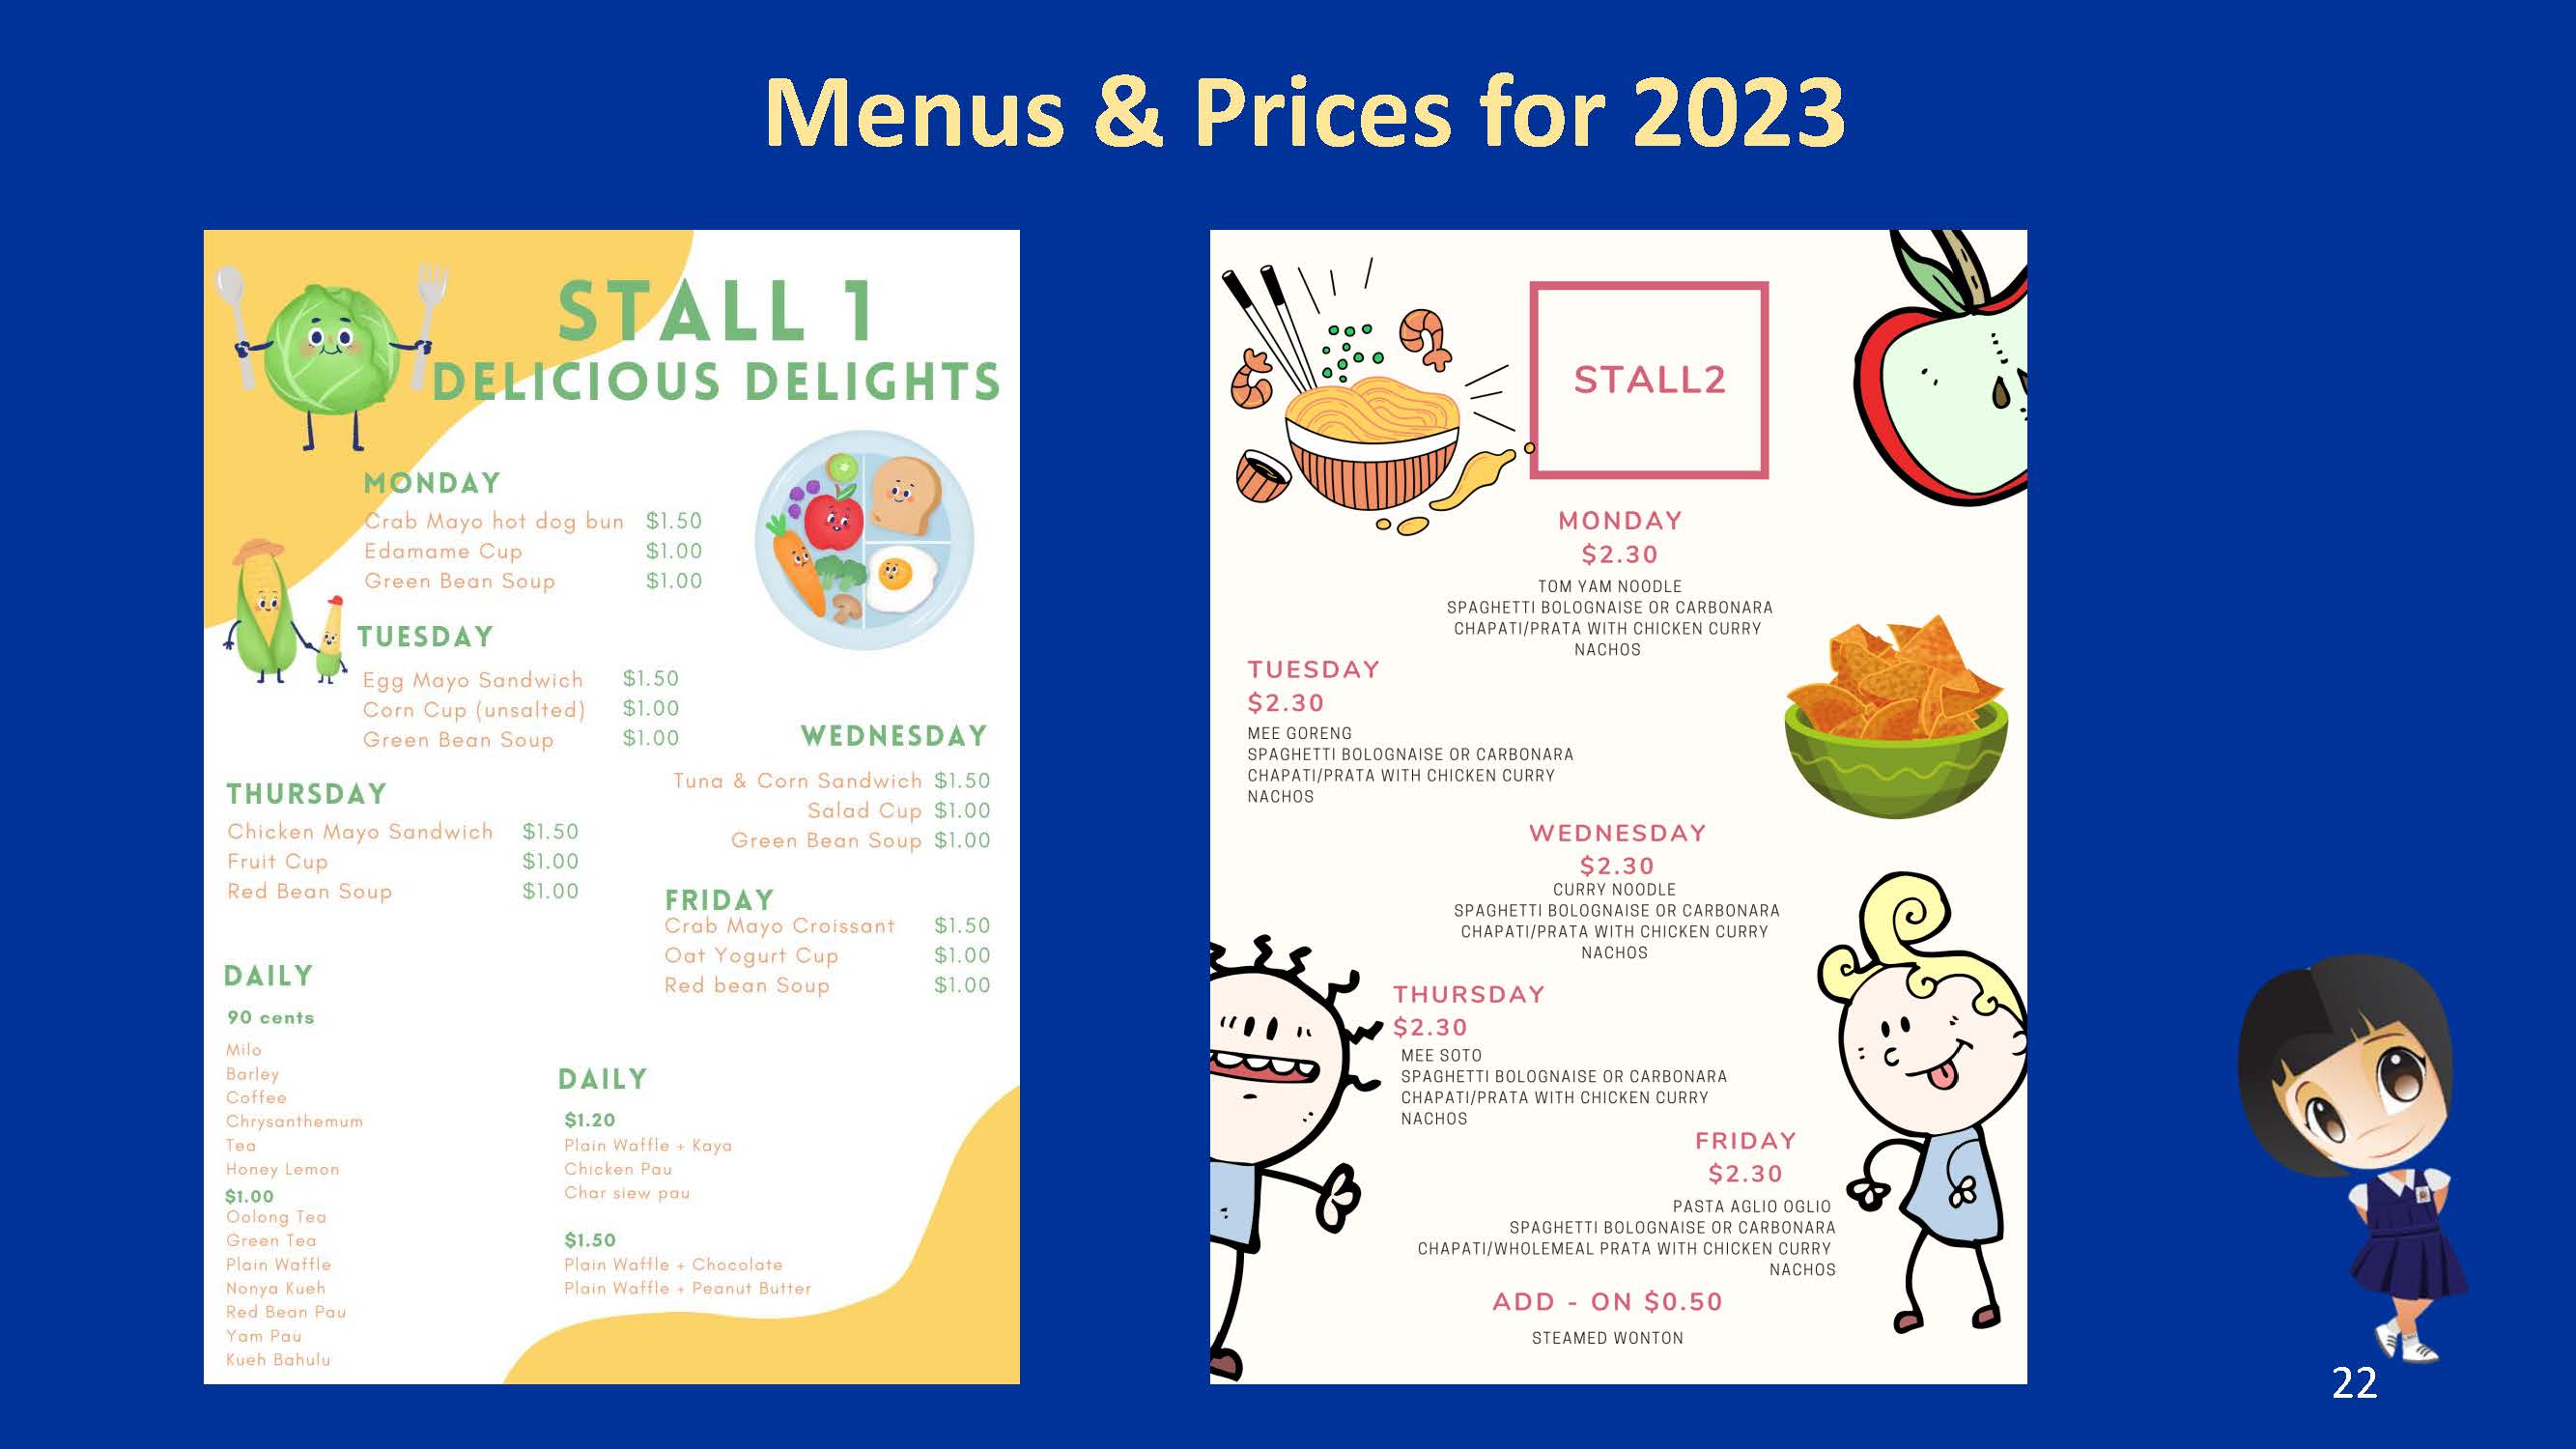 Menus & Prices for 2023
STALL 1
DELICIOUS DELIGHTS
MONDAY
Crab Mayo hot dog bun $1.50
Edamame Cup $1.00
Green Bean Soup $1.00
TUESDAY
Egg Mayo Sandwich $1.50
Corn Cup (unsalted) $1.00
Green Bean Soup $1.00
WEDNESDAY
Tuna & Corn Sandwich $1.50
Salad Cup $1.00
Green Bean Soup $1.00
THURSDAY
Chicken Mayo Sandwich $1.50
Fruit Cup $1.00
Red Bean Soup $1.00
FRIDAY
Crab Mayo Croissant $1.50
Oat Yogurt Cup $1.00
Red bean Soup $1.00
DAILY
90 cents
Milo
Barley
Coffee
Chrysanthemum
Tea
Honey Lemon
$1.00
Oolong Tea
Green Tea
Plain Waffle
Nonya Kueh
Red Bean Pau
Yam Pau
Kueh Bahulu
DAILY
$1.20
Plain Waffle + Kaya
Chicken Pau
Char siew pau
$1.50
Plain Waffle + Chocolate
Plain Waffle + Peanut Butter
STALL2
MONDAY
$2.30
TOM YAM NOODLE
SPAGHETTI BOLOGNAISE OR CARBONARA
CHAPATI/PRATA WITH CHICKEN CURRY
NACHOS
TUESDAY
$2.30
MEE GORENG
SPAGHETTI BOLOGNAISE OR CARBONARA
CHAPATI/PRATA WITH CHICKEN CURRY
NACHOS
WEDNESDAY
$2.30
CURRY NOODLE
SPAGHETTI BOLOGNAISE OR CARBONARA
CHAPATI/PRATA WITH CHICKEN CURRY
NACHOS
THURSDAY
$2.30
MEE SOTO
SPAGHETTI BOLOGNAISE OR CARBONARA
CHAPATI/PRATA WITH CHICKEN CURRY
NACHOS
FRIDAY
$2.30
PASTA AGLIO OGLIO
SPAGHETTI BOLOGNAISE OR CARBONARA
CHAPATI/WHOLEMEAL PRATA WITH CHICKEN CURRY
NACHOS
ADD - ON $0.50
STEAMED WONTON
22